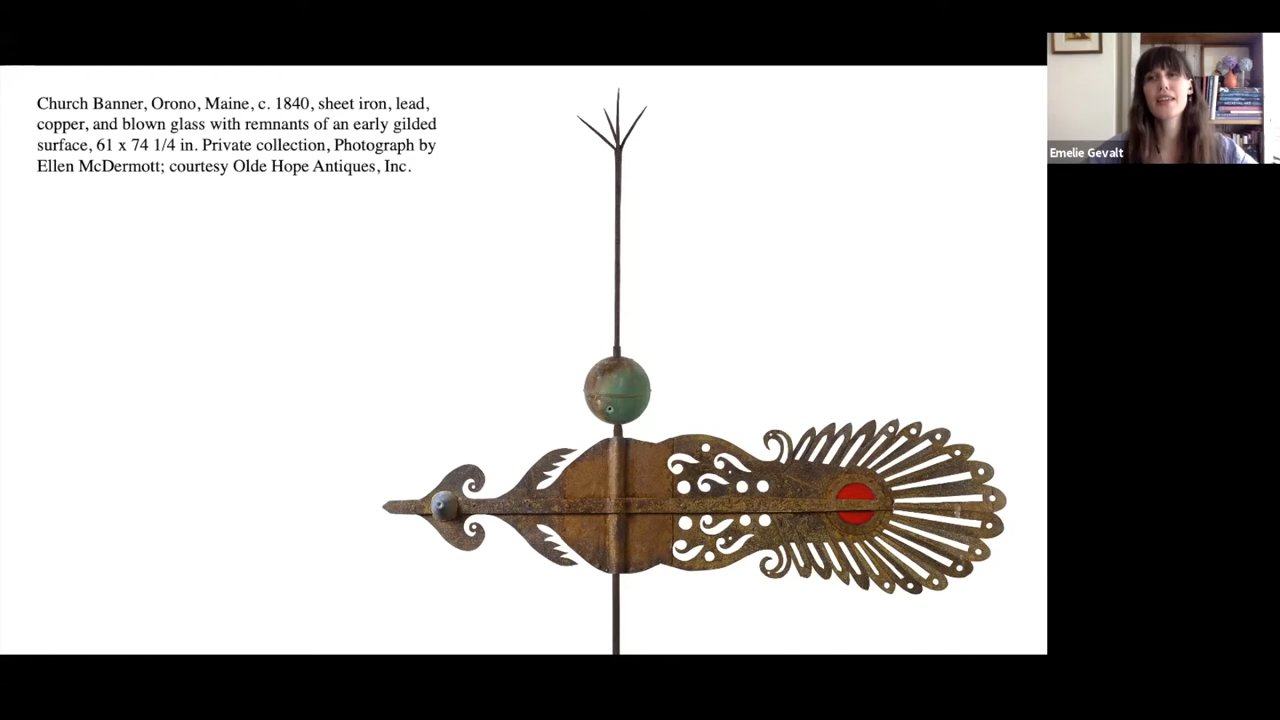 Church Banner, Orono, Maine, c. 1840, sheet iron, lead,
copper, and blown glass with remnants of an early gilded
surface, 61 x 74 1/4 in. Private collection, Photograph by
Ellen McDermott; courtesy Olde Hope Antiques, Inc.
Emelie Gevalt